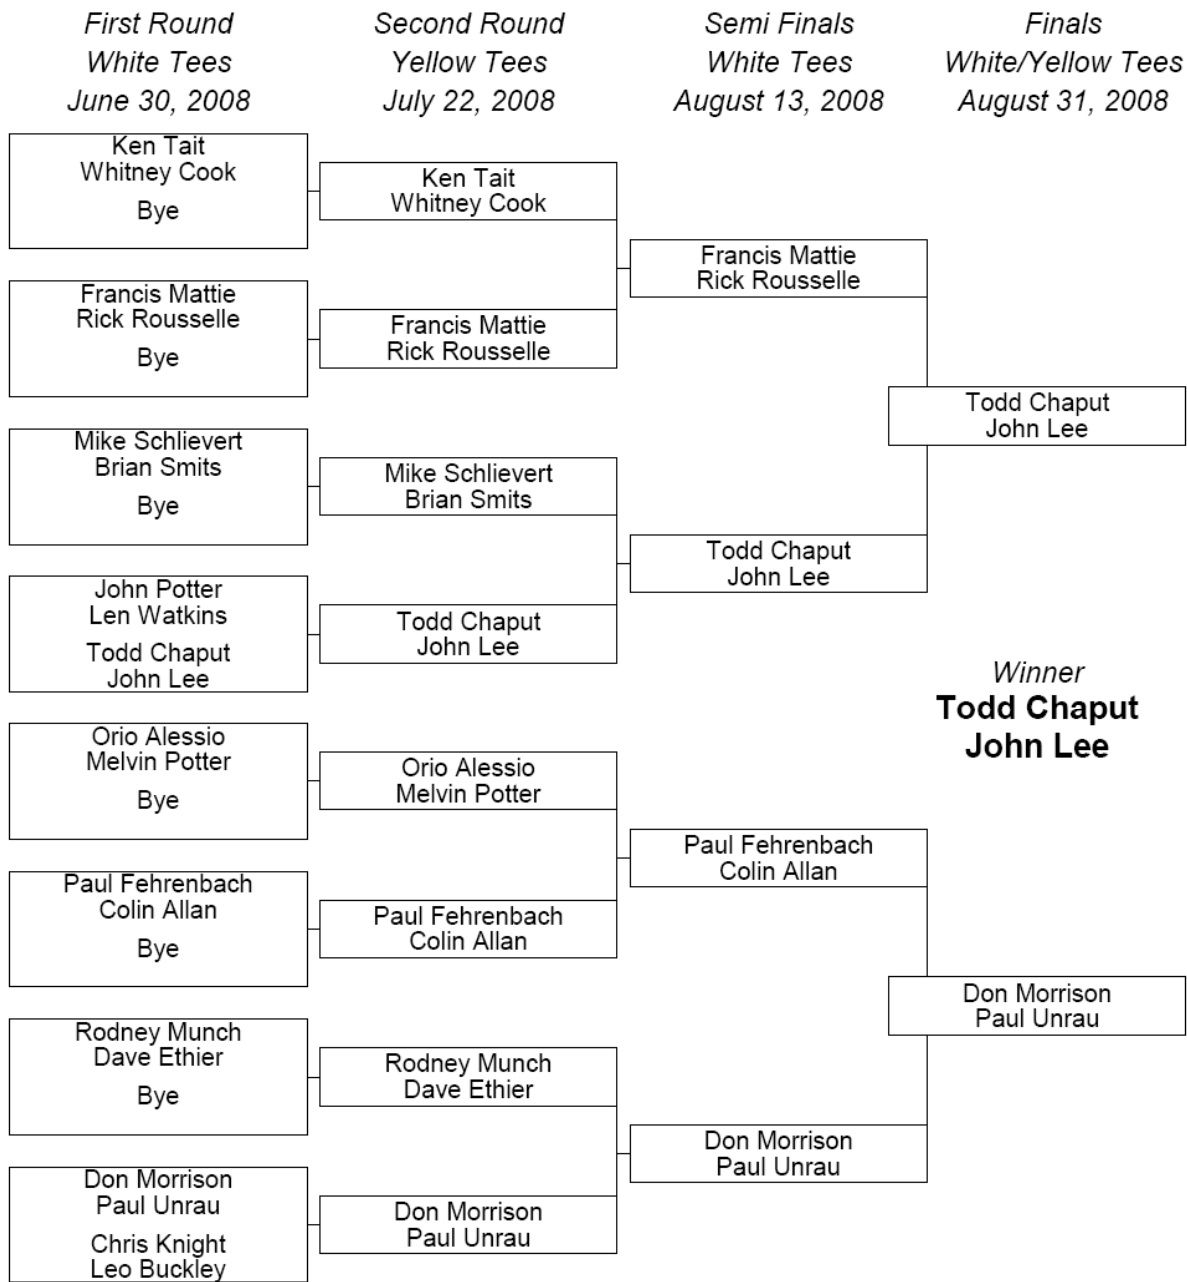 First Round
White Tees
June 30, 2008
Second Round
Yellow Tees
July 22, 2008
Semi Finals
White Tees
August 13, 2008
Finals
White/Yellow Tees
August 31, 2008
Ken Tait
Whitney Cook
Bye
Francis Mattie
Rick Rousselle
Bye
Mike Schlievert
Brian Smits
Bye
John Potter
Len Watkins
Todd Chaput
John Lee
Orio Alessio
Melvin Potter
Bye
Paul Fehrenbach
Colin Allan
Bye
Rodney Munch
Dave Ethier
Bye
Don Morrison
Paul Unrau
Chris Knight
Leo Buckley
Ken Tait
Whitney Cook
Francis Mattie
Rick Rousselle
Mike Schlievert
Brian Smits
Todd Chaput
John Lee
Orio Alessio
Melvin Potter
Paul Fehrenbach
Colin Allan
Rodney Munch
Dave Ethier
Don Morrison
Paul Unrau
Francis Mattie
Rick Rousselle
Todd Chaput
John Lee
Paul Fehrenbach
Colin Allan
Don Morrison
Paul Unrau
Todd Chaput
John Lee
Winner
Todd Chaput
John Lee
Don Morrison
Paul Unrau